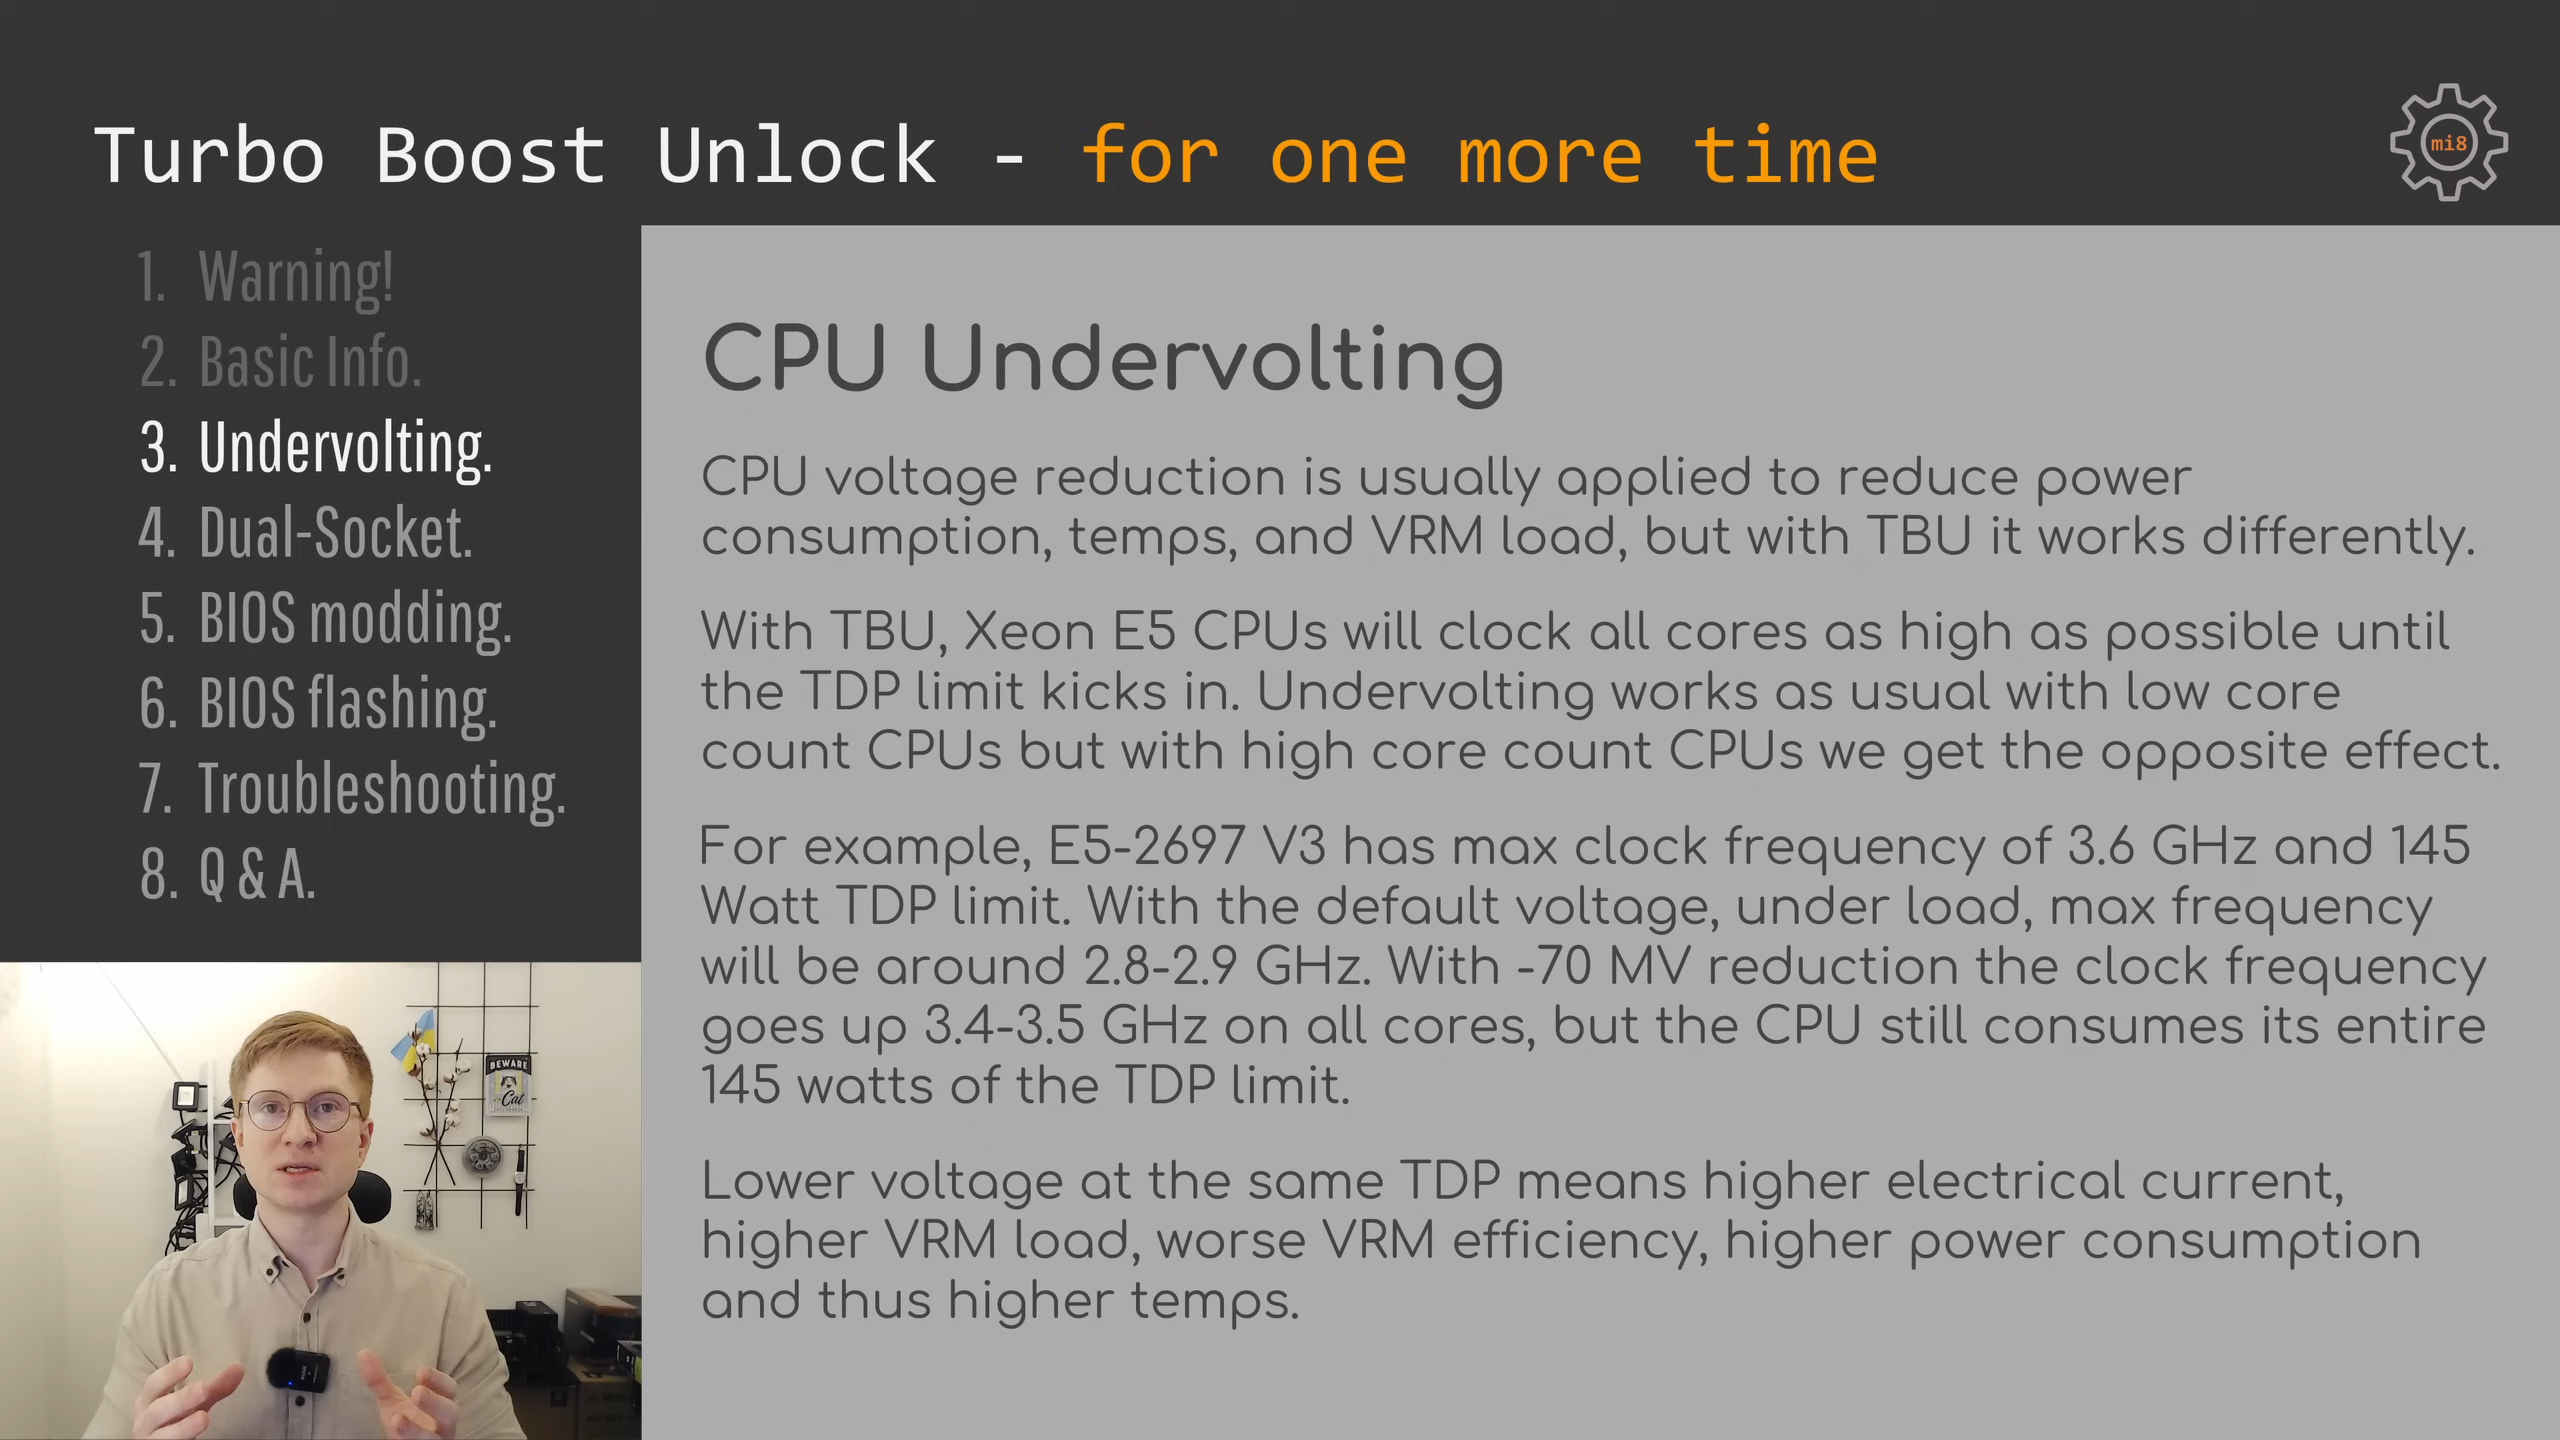 Turbo Boost Unlock - for one more time
mi8
1. Warning!
2. Basic Info.
3. Undervolting.
4. Dual-Socket.
5. BIOS modding.
6. BIOS flashing.
7. Troubleshooting.
8. Q & A.
CPU Undervolting
CPU voltage reduction is usually applied to reduce power
consumption, temps, and VRM load, but with TBU it works differently.
With TBU, Xeon E5 CPUs will clock all cores as high as possible until
the TDP limit kicks in. Undervolting works as usual with low core
count CPUs but with high core count CPUs we get the opposite effect.
For example, E5-2697 V3 has max clock frequency of 3.6 GHz and 145
Watt TDP limit. With the default voltage, under load, max frequency
will be around 2.8-2.9 GHz. With -70 MV reduction the clock frequency
goes up 3.4-3.5 GHz on all cores, but the CPU still consumes its entire
145 watts of the TDP limit.
Lower voltage at the same TDP means higher electrical current,
higher VRM load, worse VRM efficiency, higher power consumption
and thus higher temps.
BEWARE
Cat